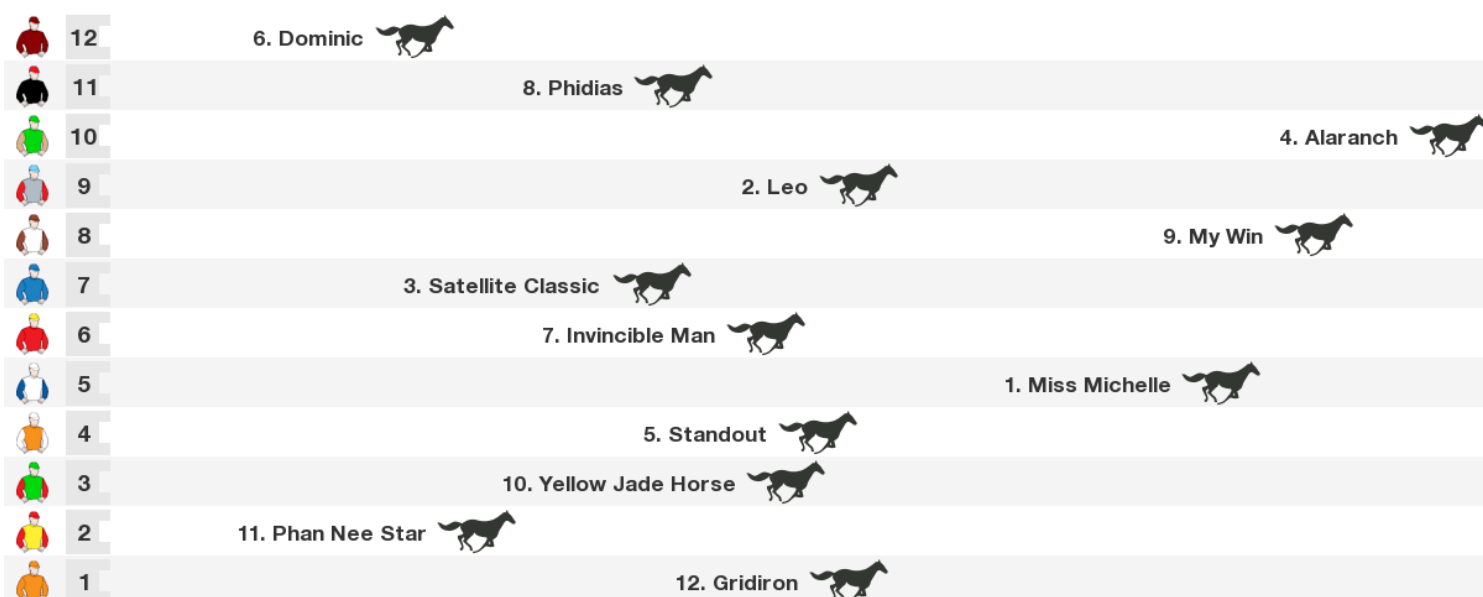 12 6. Dominic
11 8. Phidias
10 4. Alaranch
9 2. Leo
8 9. My Win
7 3. Satellite Classic
6 7. Invincible Man
5 1. Miss Michelle
4 5. Standout
3 10. Yellow Jade Horse
2 11. Phan Nee Star
1 12. Gridiron